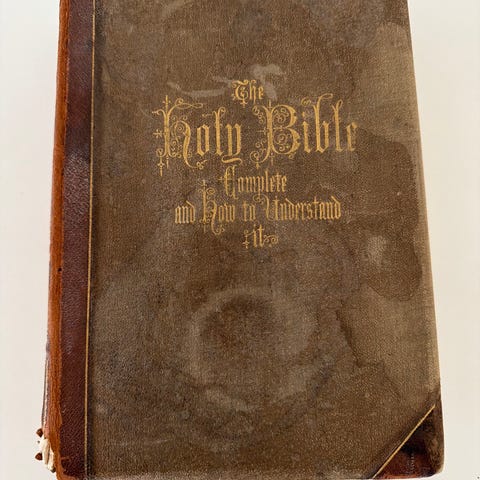 The
Holy Bible
Complete
and How to Understand
it